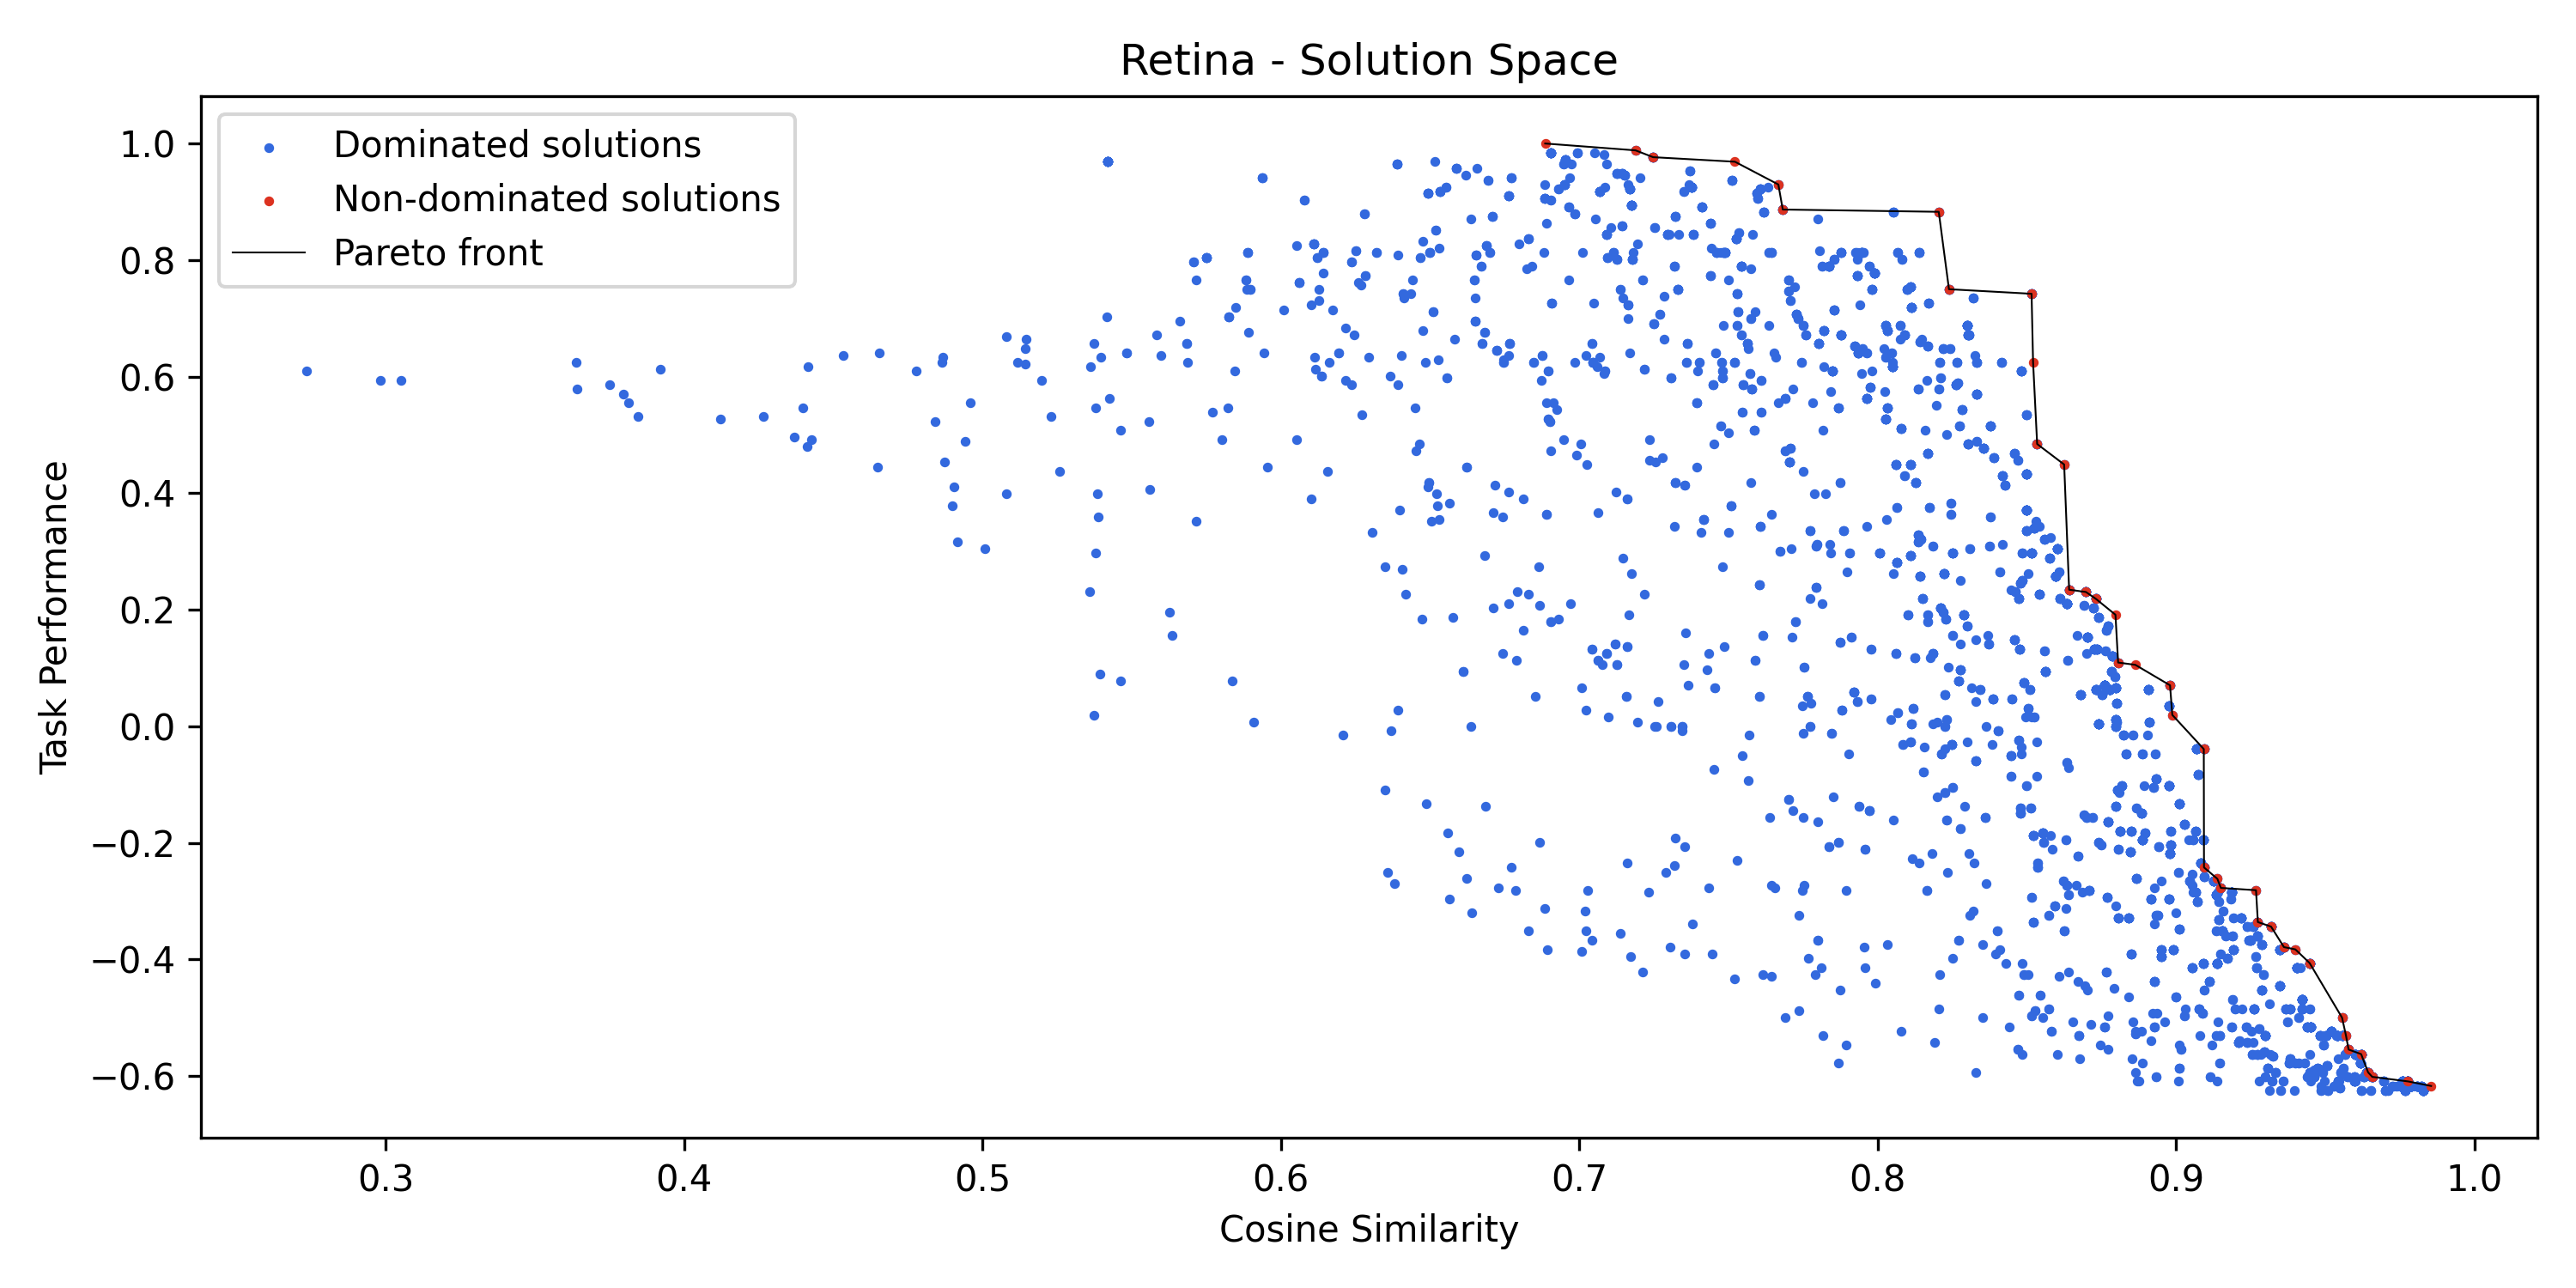 Retina - Solution Space
Dominated solutions
Non-dominated solutions
Pareto front
1.0
0.8
0.6
0.4
0.2
0.0
−0.2
−0.4
−0.6
Task Performance
0.3 0.4 0.5 0.6 0.7 0.8 0.9 1.0
Cosine Similarity